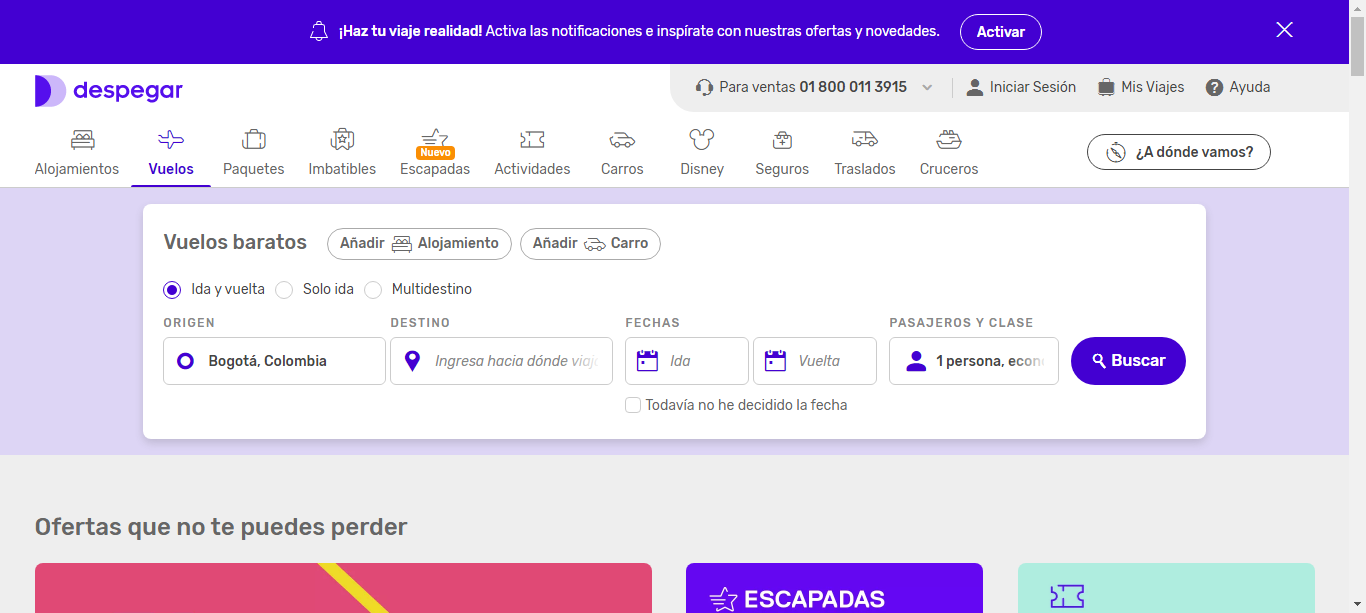 ¡Haz tu viaje realidad! Activa las notificaciones e inspírate con nuestras ofertas y novedades.
Activar
despegar
Para ventas 01 800 011 3915
Iniciar Sesión
Mis Viajes
Ayuda
Alojamientos
Vuelos
Paquetes
Imbatibles
Nuevo
Escapadas
Actividades
Carros
Disney
Seguros
Traslados
Cruceros
¿A dónde vamos?
Vuelos baratos
Añadir Alojamiento
Añadir Carro
Ida y vuelta
Solo ida
Multidestino
ORIGEN
DESTINO
FECHAS
PASAJEROS Y CLASE
Bogotá, Colombia
Ingresa hacia dónde viaj
Ida
Vuelta
1 persona, econ
Buscar
Todavía no he decidido la fecha
Ofertas que no te puedes perder
ESCAPADAS